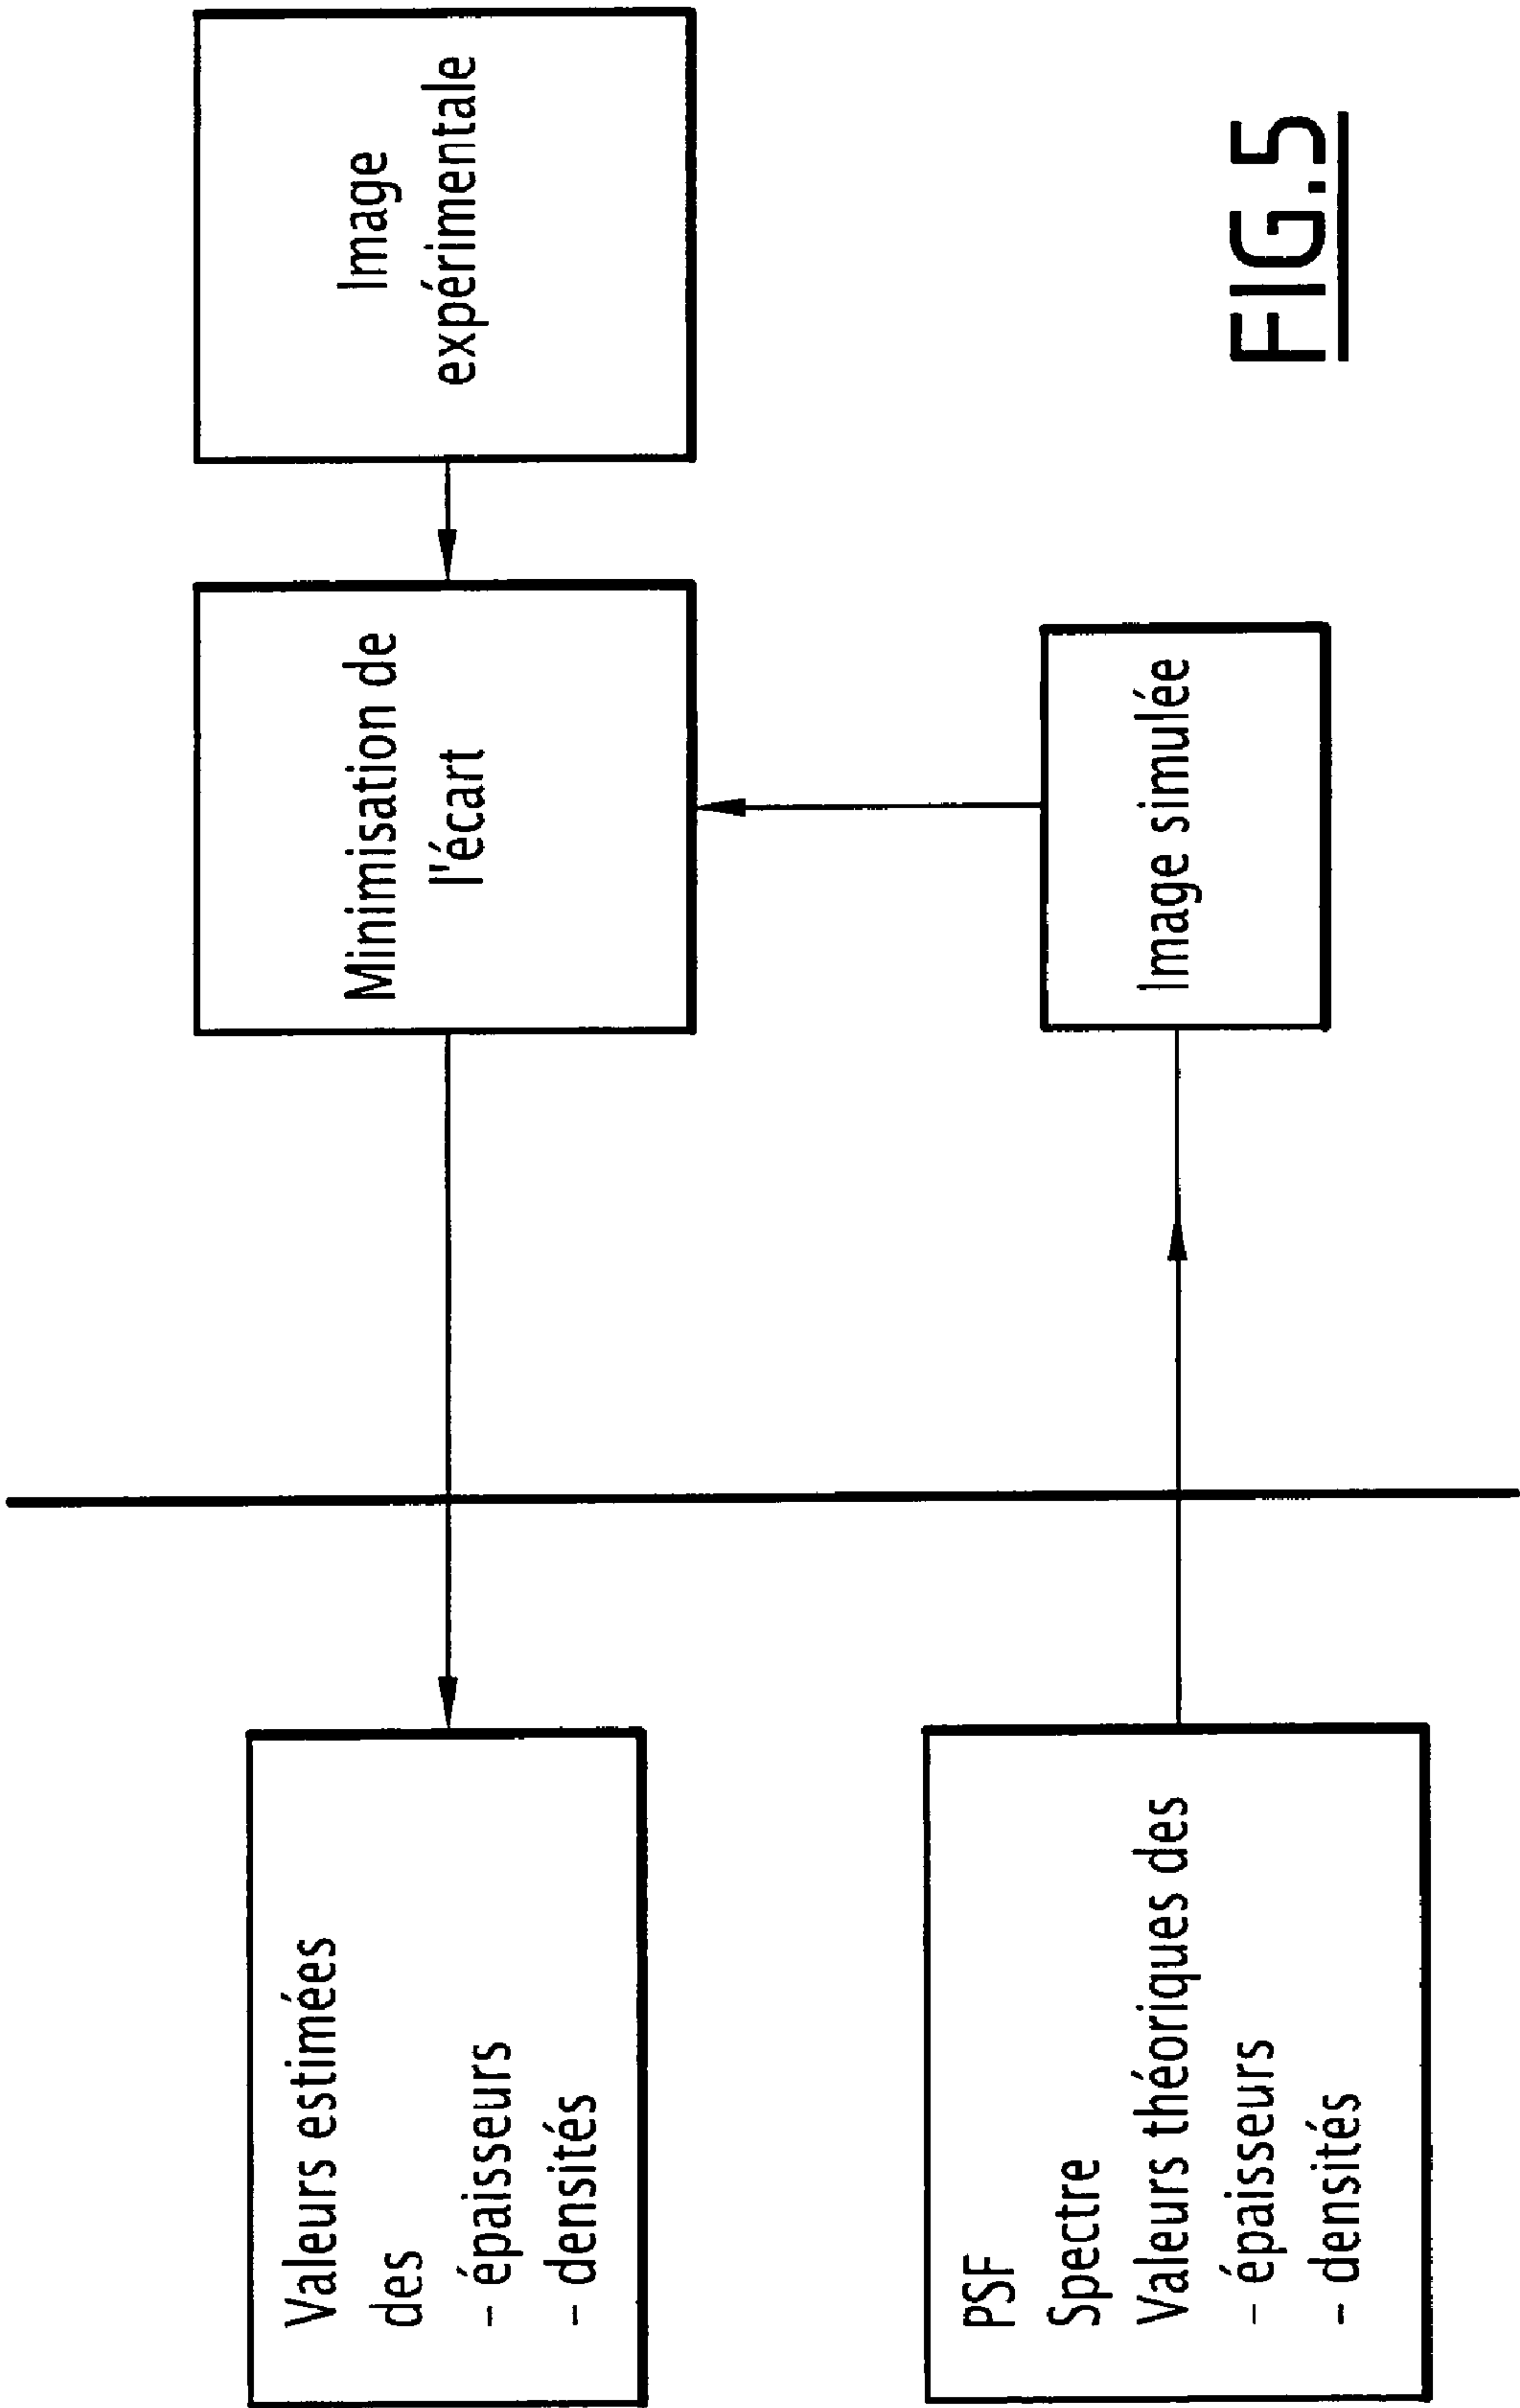 Valeurs estimées
des
- épaisseurs
- densités
Minimisation de
l'écart
Image
expérimentale
PSF
Spectre
Valeurs théoriques des
- épaisseurs
- densités
Image simulée
FIG.5